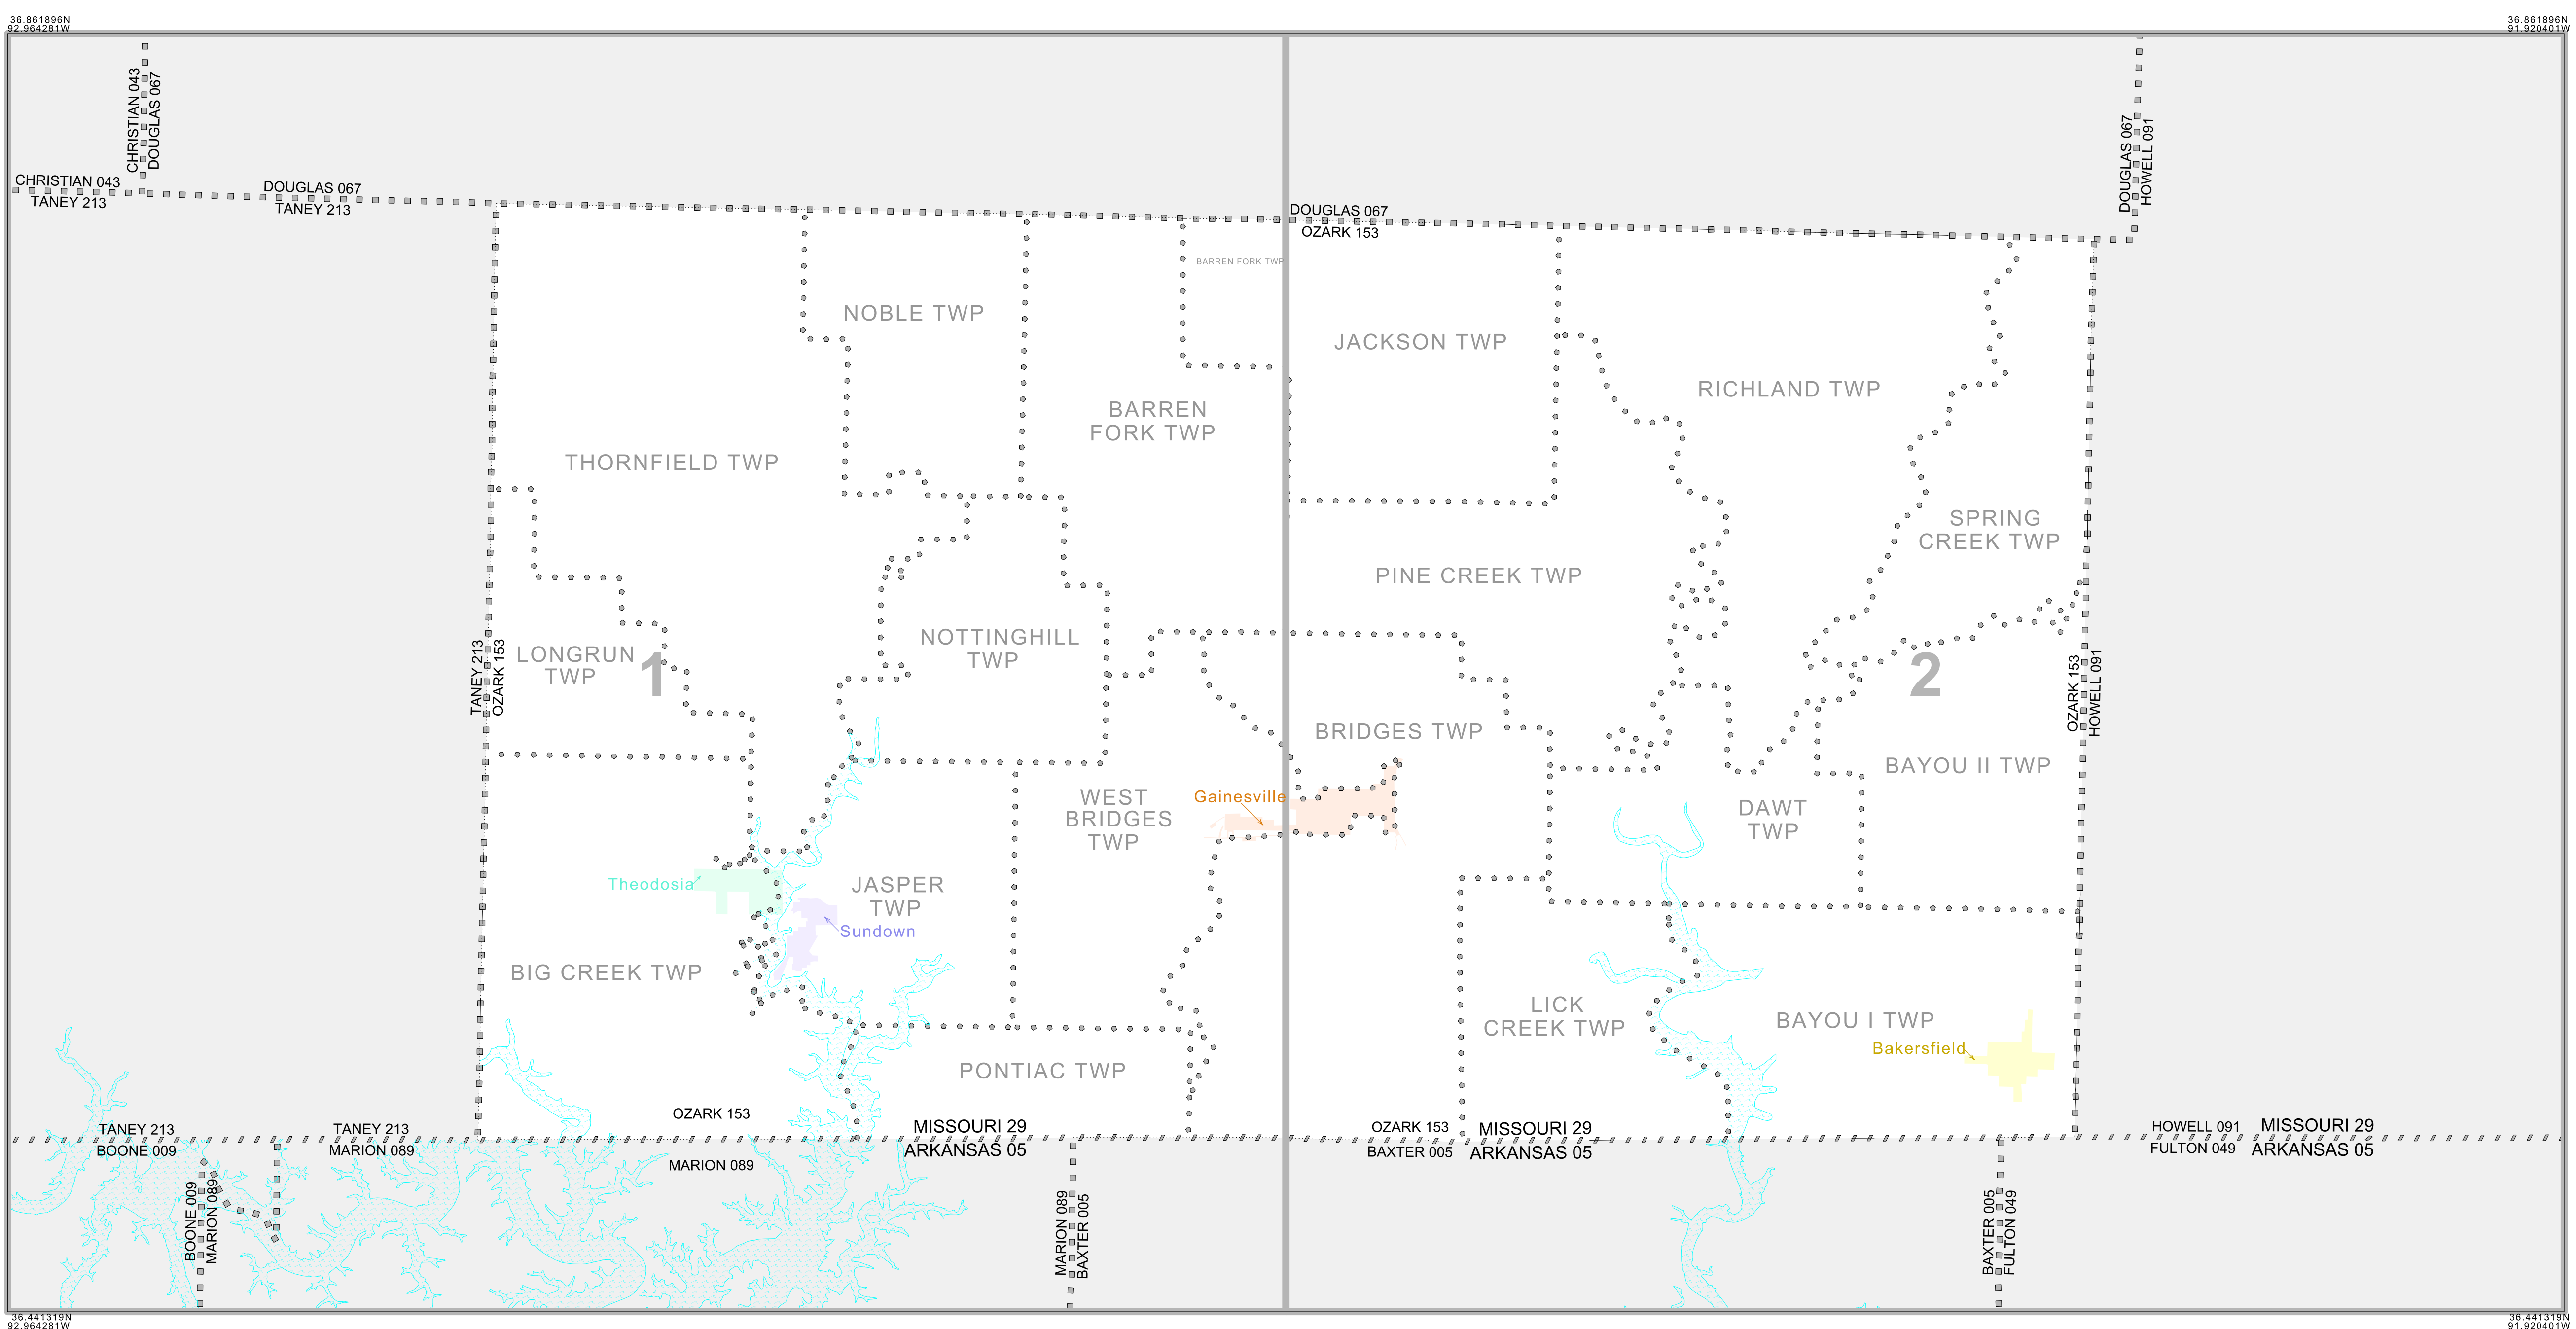 36.861896N
92.964281W
36.861896N
91.920401W
CHRISTIAN 043
DOUGLAS 067
DOUGLAS 067
HOWELL 091
CHRISTIAN 043
TANEY 213
DOUGLAS 067
TANEY 213
DOUGLAS 067
OZARK 153
BARREN FORK TWP
NOBLE TWP
JACKSON TWP
RICHLAND TWP
BARREN
FORK TWP
THORNFIELD TWP
SPRING
CREEK TWP
PINE CREEK TWP
NOTTINGHILL
TWP
LONGRUN
TWP
1
2
TANEY 213
OZARK 153
OZARK 153
HOWELL 091
BRIDGES TWP
BAYOU II TWP
WEST
BRIDGES
TWP
Gainesville
DAWT
TWP
Theodosia
JASPER
TWP
Sundown
BIG CREEK TWP
LICK
CREEK TWP
BAYOU I TWP
Bakersfield
PONTIAC TWP
OZARK 153
MARION 089
MISSOURI 29
ARKANSAS 05
TANEY 213
BOONE 009
TANEY 213
MARION 089
OZARK 153
BAXTER 005
MISSOURI 29
ARKANSAS 05
HOWELL 091
FULTON 049
MISSOURI 29
ARKANSAS 05
BOONE 009
MARION 089
MARION 089
BAXTER 005
BAXTER 005
FULTON 049
36.441319N
92.964281W
36.441319N
91.920401W